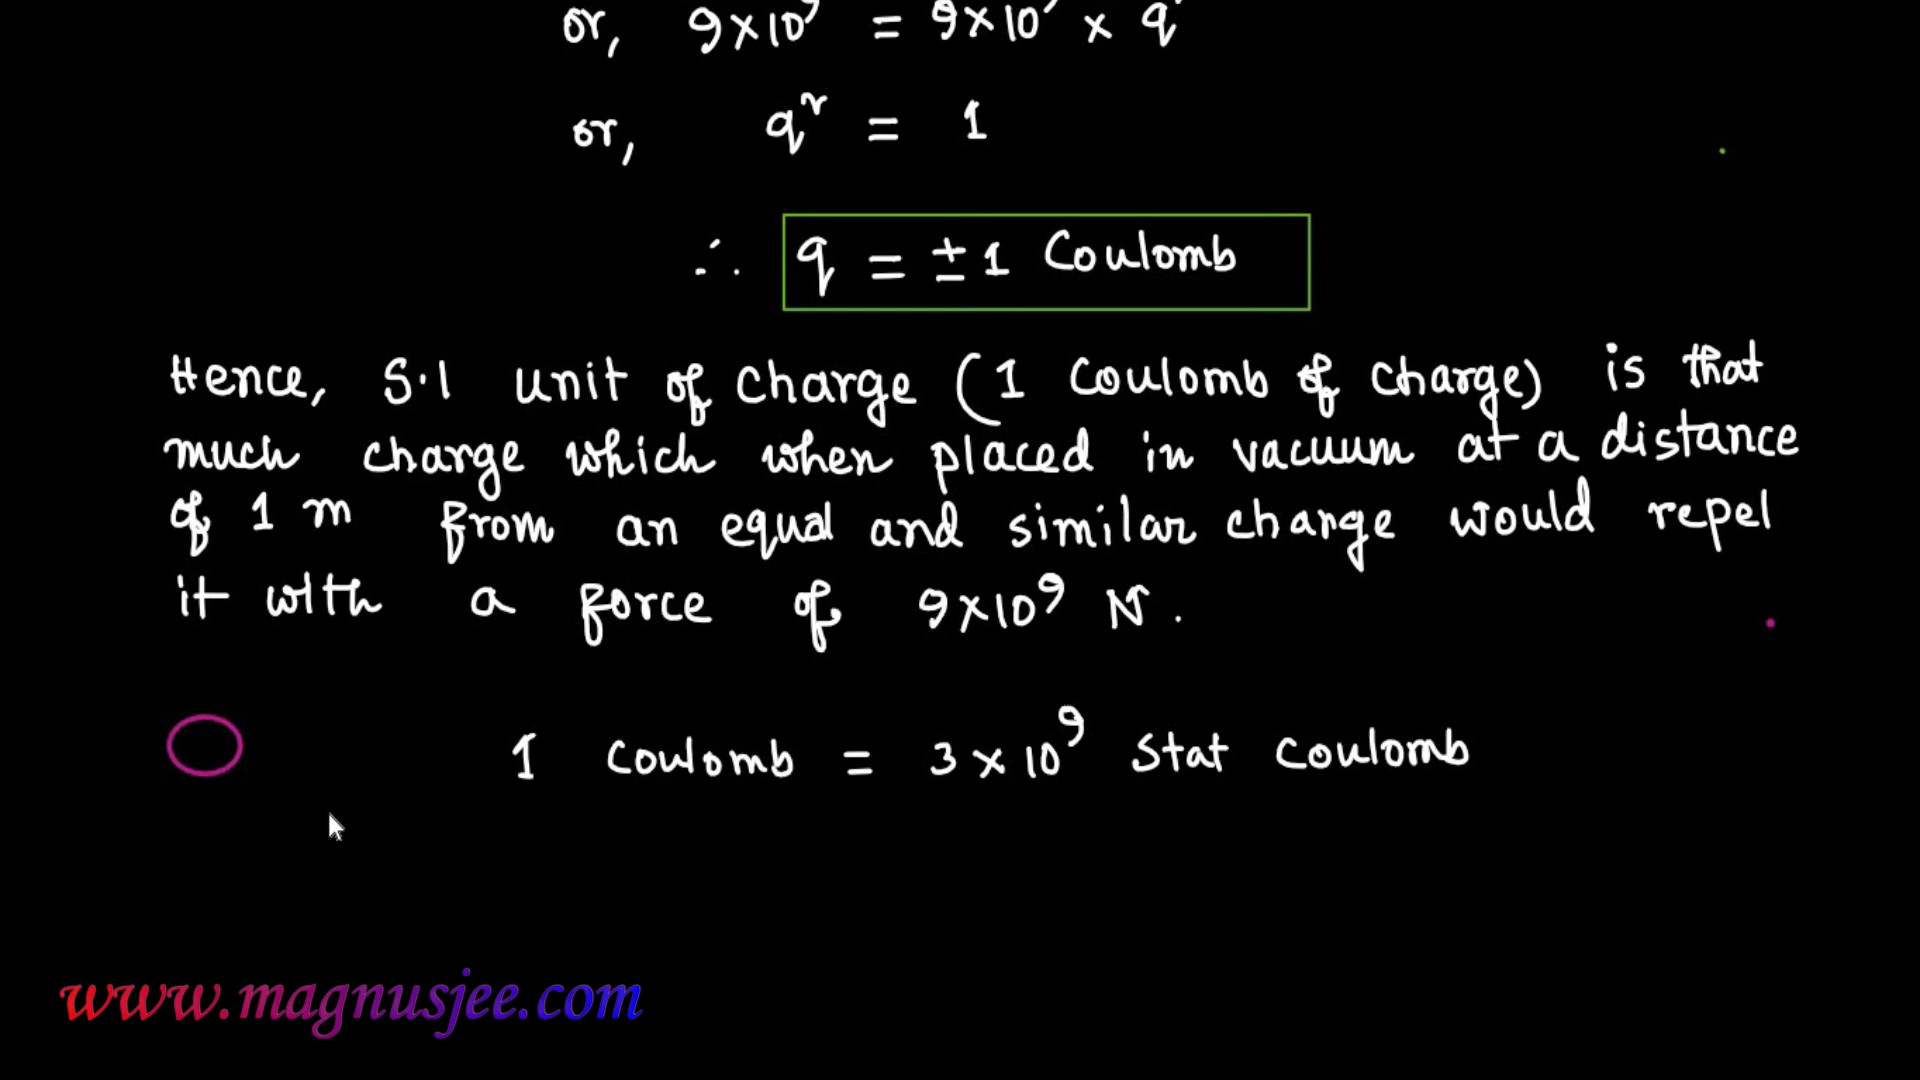 or, 9×10⁹ = 9×10⁹ × q²
or, q² = 1
∴ q = ±1 Coulomb
Hence, S.I unit of charge (1 Coulomb of charge) is that
much charge which when placed in vacuum at a distance
of 1 m from an equal and similar charge would repel
it with a force of 9×10⁹ N.
1 Coulomb = 3×10⁹ Stat Coulomb
www.magnusjee.com